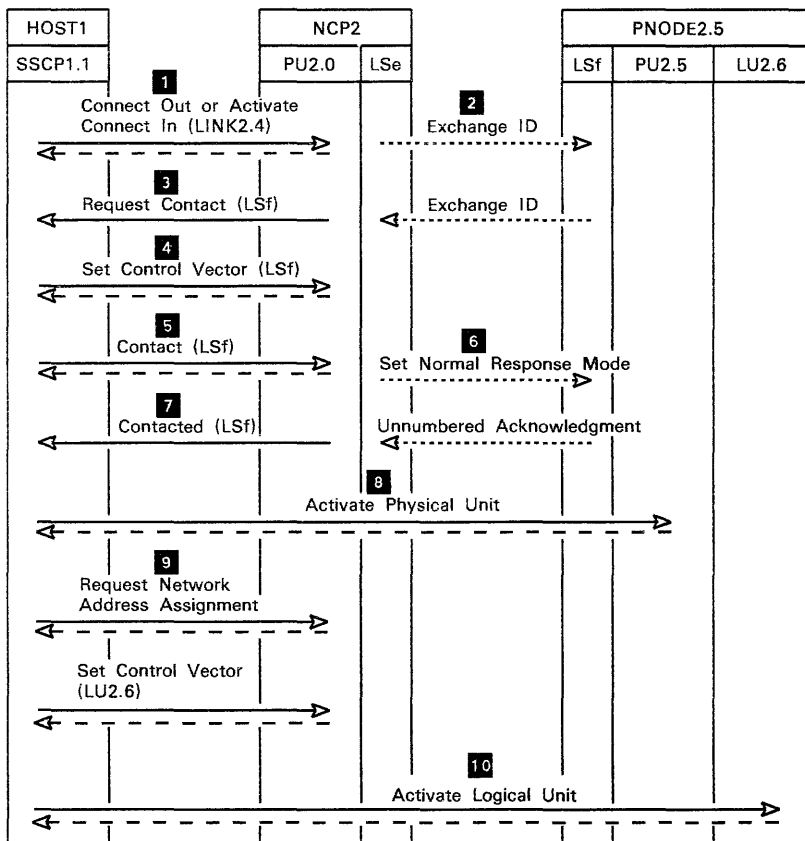 HOST1 NCP2 PNODE2.5
SSCP1.1 PU2.0 LSe LSf PU2.5 LU2.6
1
Connect Out or Activate
Connect In (LINK2.4)
2
Exchange ID
3
Request Contact (LSf)
Exchange ID
4
Set Control Vector (LSf)
5
Contact (LSf)
6
Set Normal Response Mode
7
Contacted (LSf)
Unnumbered Acknowledgment
8
Activate Physical Unit
9
Request Network
Address Assignment
Set Control Vector
(LU2.6)
10
Activate Logical Unit